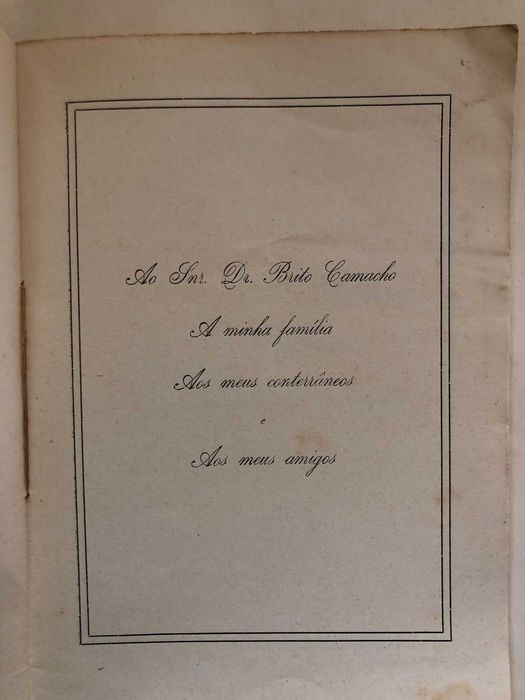 Ao Snr. Dr. Brito Camacho
A minha família
Aos meus conterrâneos
e
Aos meus amigos